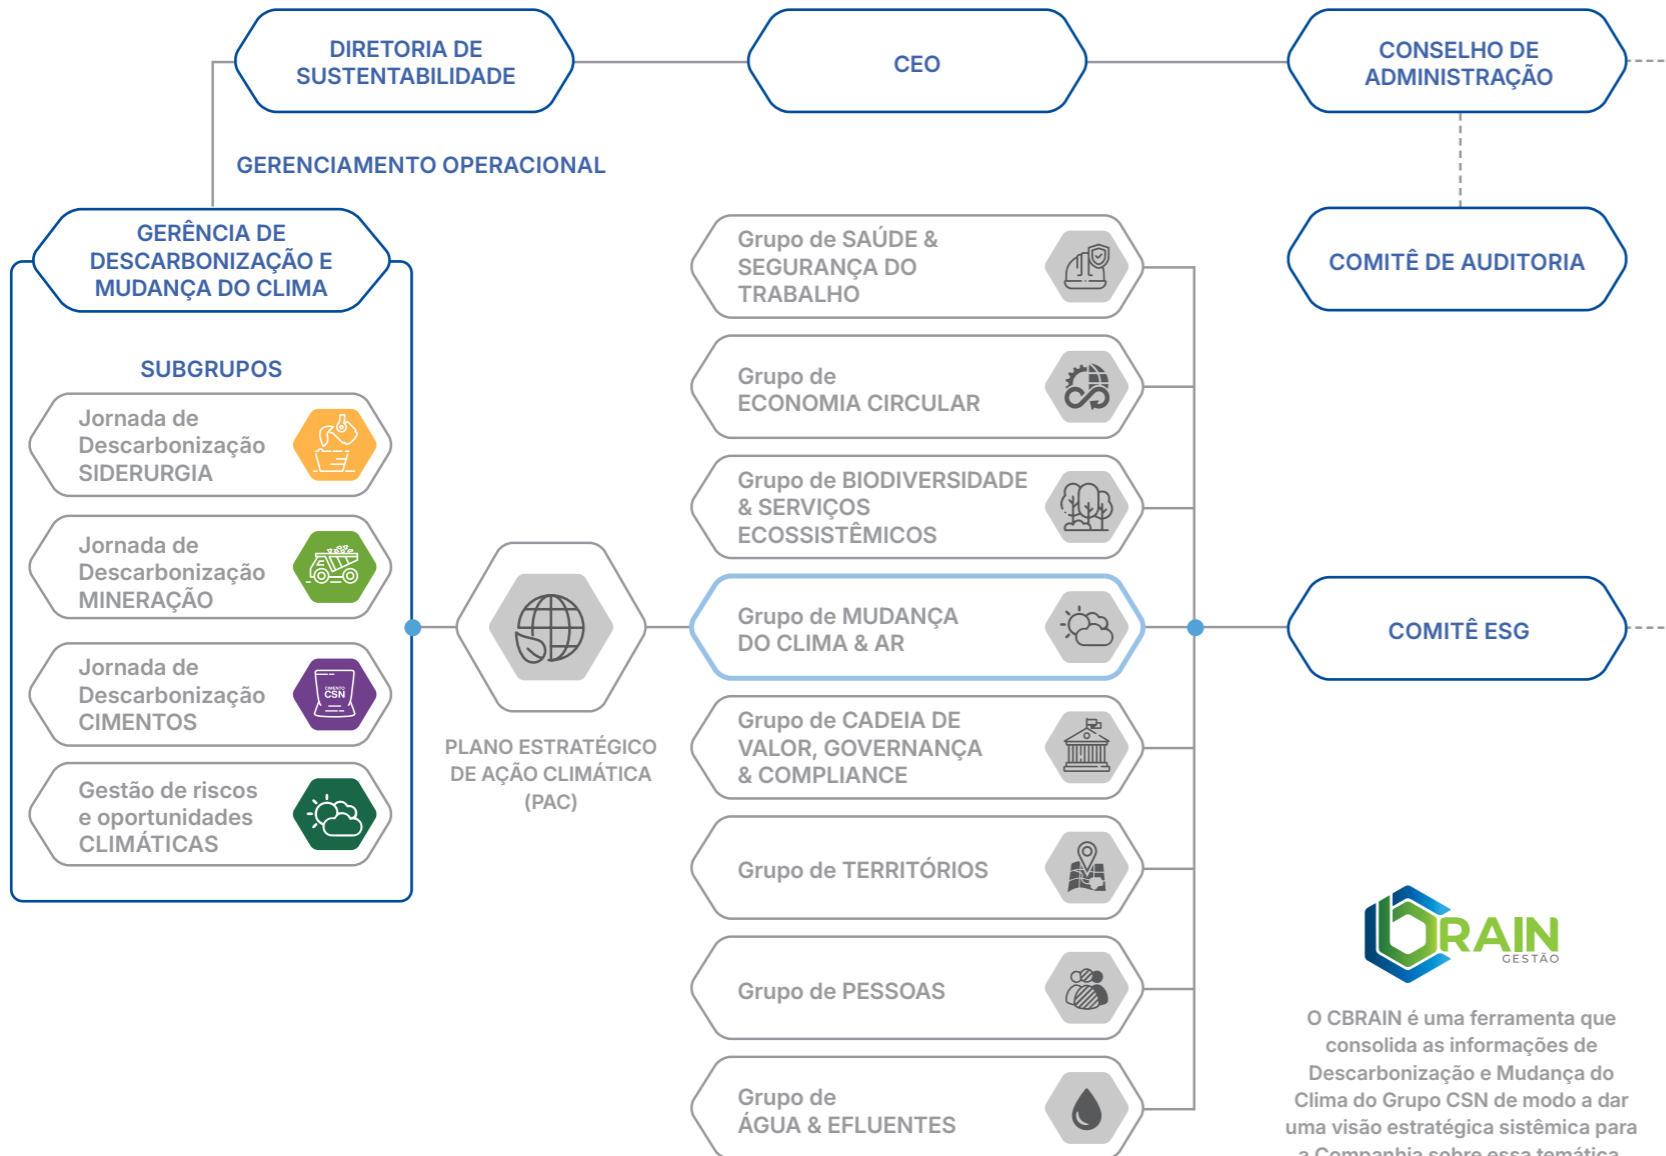 DIRETORIA DE
SUSTENTABILIDADE
CEO
CONSELHO DE
ADMINISTRAÇÃO
GERENCIAMENTO OPERACIONAL
GERÊNCIA DE
DESCARBONIZAÇÃO E
MUDANÇA DO CLIMA
SUBGRUPOS
Jornada de
Descarbonização
SIDERURGIA
Jornada de
Descarbonização
MINERAÇÃO
Jornada de
Descarbonização
CIMENTOS
CIMENTO
CSN
Gestão de riscos
e oportunidades
CLIMÁTICAS
PLANO ESTRATÉGICO
DE AÇÃO CLIMÁTICA
(PAC)
Grupo de SAÚDE &
SEGURANÇA DO
TRABALHO
Grupo de
ECONOMIA CIRCULAR
Grupo de BIODIVERSIDADE
& SERVIÇOS
ECOSSISTÊMICOS
Grupo de MUDANÇA
DO CLIMA & AR
Grupo de CADEIA DE
VALOR, GOVERNANÇA
& COMPLIANCE
Grupo de TERRITÓRIOS
Grupo de PESSOAS
Grupo de
ÁGUA & EFLUENTES
COMITÊ DE AUDITORIA
COMITÊ ESG
CBRAIN
GESTÃO
O CBRAIN é uma ferramenta que
consolida as informações de
Descarbonização e Mudança do
Clima do Grupo CSN de modo a dar
uma visão estratégica sistêmica para
a Companhia sobre essa temática